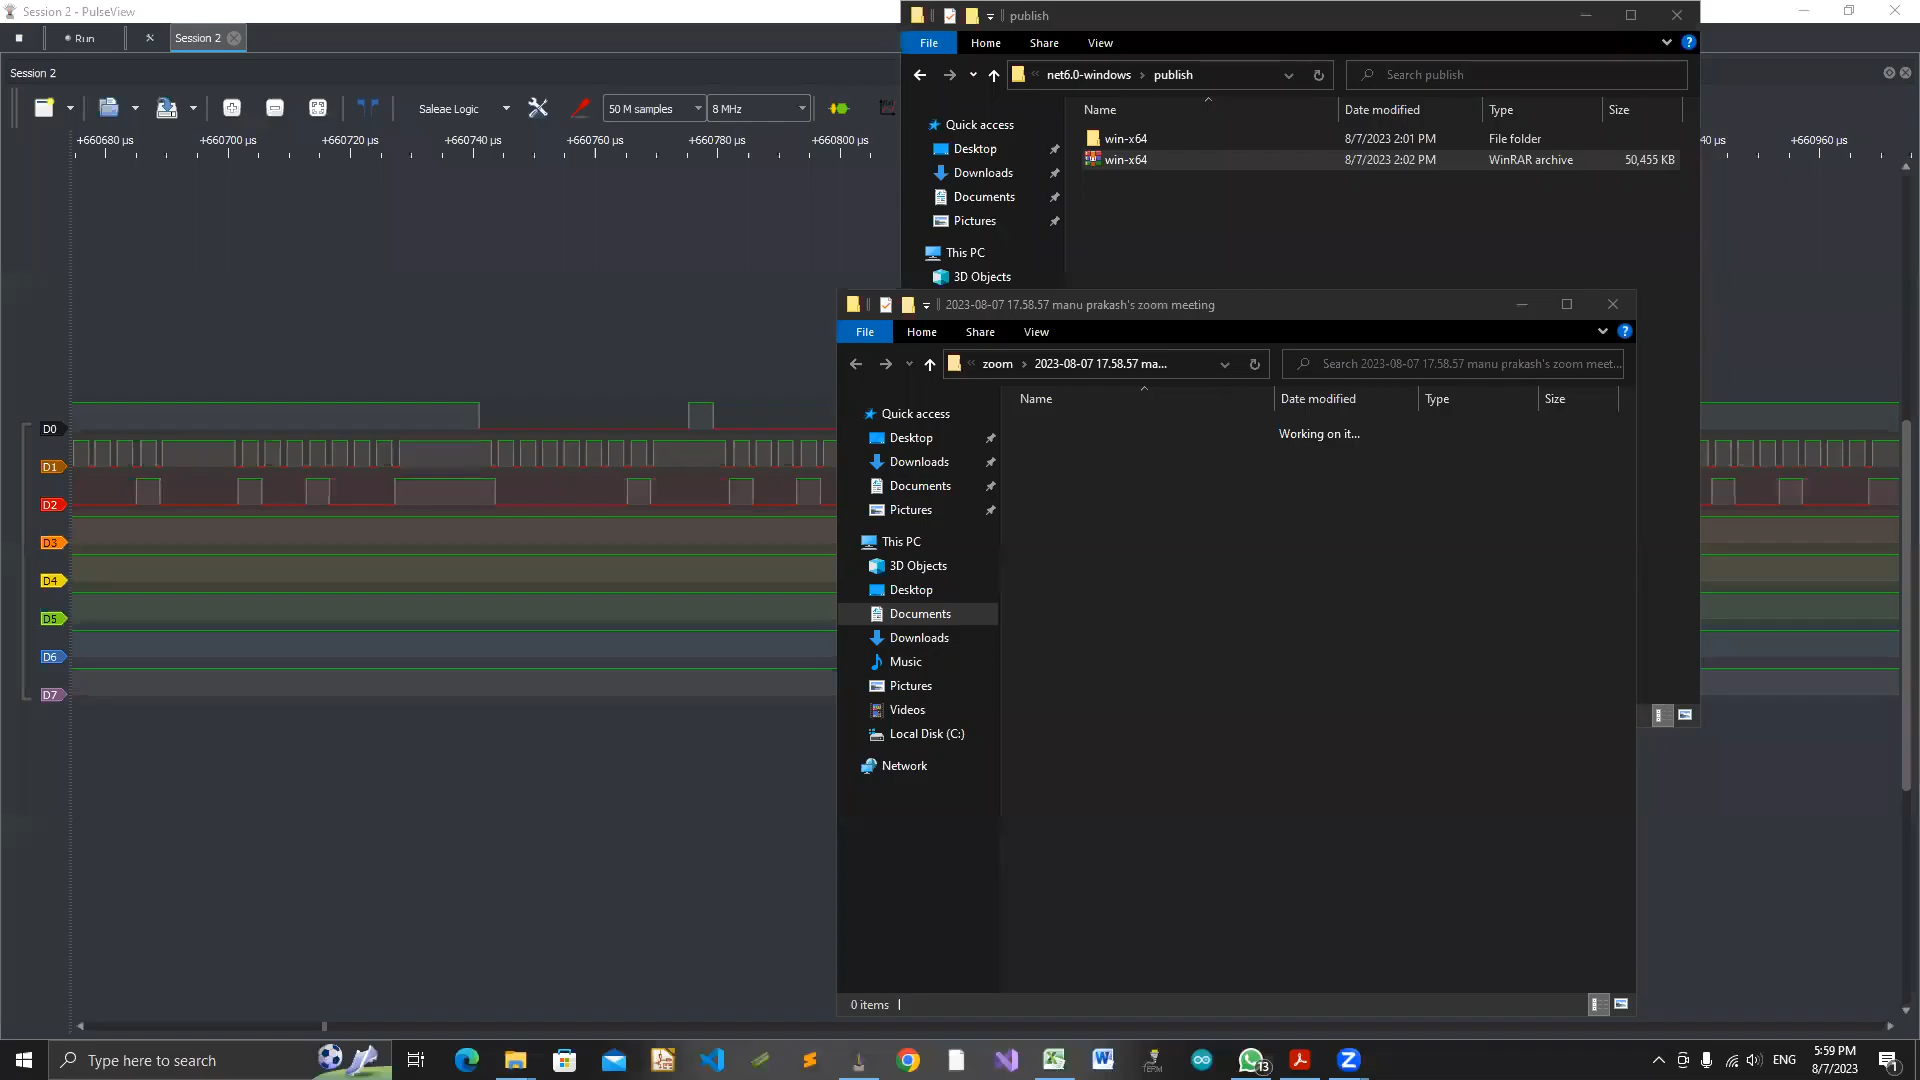 Session 2 - PulseView
Run
Session 2
Session 2
Saleae Logic
50 M samples
8 MHz
+660680 µs
+660700 µs
+660720 µs
+660740 µs
+660760 µs
+660780 µs
+660800 µs
40 µs
+660960 µs
D0
D1
D2
D3
D4
D5
D6
D7
publish
File
Home
Share
View
net6.0-windows
publish
Search publish
Name
Date modified
Type
Size
win-x64
8/7/2023 2:01 PM
File folder
win-x64
8/7/2023 2:02 PM
WinRAR archive
50,455 KB
Quick access
Desktop
Downloads
Documents
Pictures
This PC
3D Objects
2023-08-07 17.58.57 manu prakash's zoom meeting
File
Home
Share
View
zoom
2023-08-07 17.58.57 ma...
Search 2023-08-07 17.58.57 manu prakash's zoom meet...
Name
Date modified
Type
Size
Working on it...
Quick access
Desktop
Downloads
Documents
Pictures
This PC
3D Objects
Desktop
Documents
Downloads
Music
Pictures
Videos
Local Disk (C:)
Network
0 items
Type here to search
TERM
13
ENG
5:59 PM
8/7/2023
1